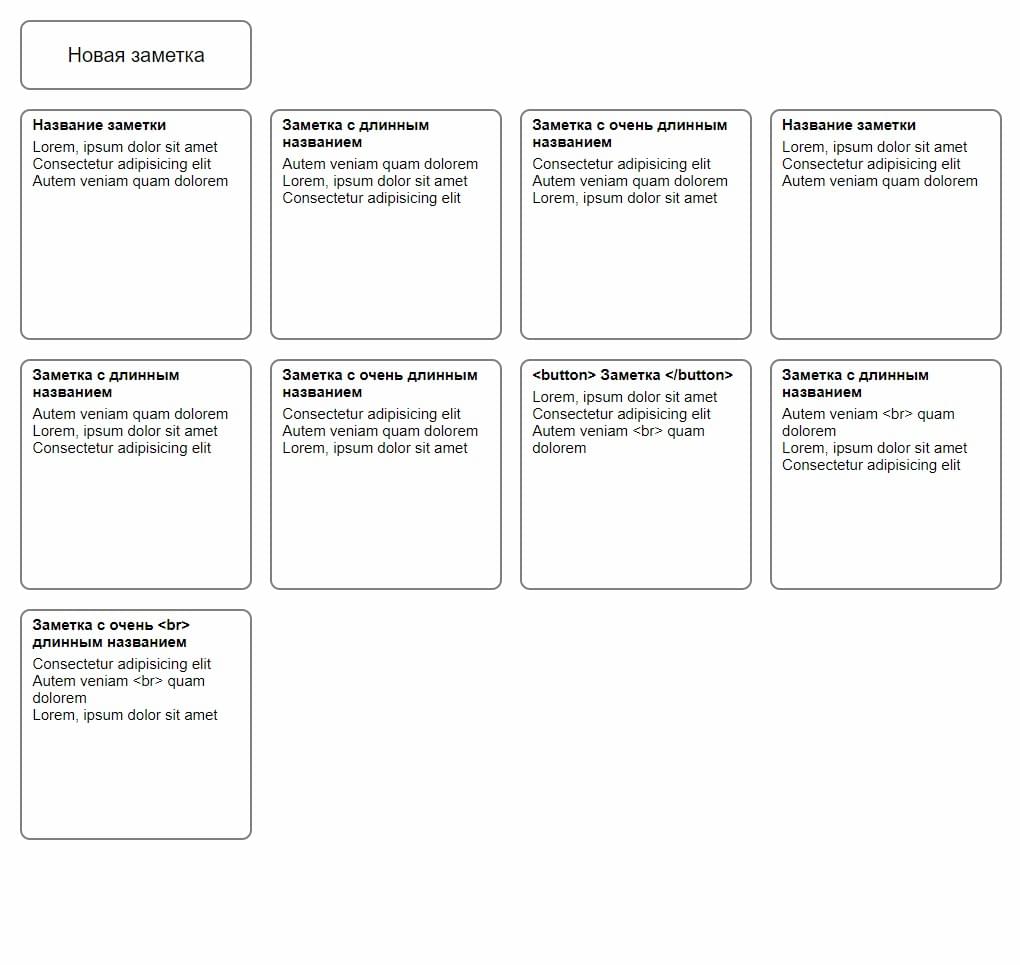 Новая заметка
Название заметки
Lorem, ipsum dolor sit amet
Consectetur adipisicing elit
Autem veniam quam dolorem
Заметка с длинным
названием
Autem veniam quam dolorem
Lorem, ipsum dolor sit amet
Consectetur adipisicing elit
Заметка с очень длинным
названием
Consectetur adipisicing elit
Autem veniam quam dolorem
Lorem, ipsum dolor sit amet
Название заметки
Lorem, ipsum dolor sit amet
Consectetur adipisicing elit
Autem veniam quam dolorem
Заметка с длинным
названием
Autem veniam quam dolorem
Lorem, ipsum dolor sit amet
Consectetur adipisicing elit
Заметка с очень длинным
названием
Consectetur adipisicing elit
Autem veniam quam dolorem
Lorem, ipsum dolor sit amet
<button> Заметка </button>
Lorem, ipsum dolor sit amet
Consectetur adipisicing elit
Autem veniam <br> quam
dolorem
Заметка с длинным
названием
Autem veniam <br> quam
dolorem
Lorem, ipsum dolor sit amet
Consectetur adipisicing elit
Заметка с очень <br>
длинным названием
Consectetur adipisicing elit
Autem veniam <br> quam
dolorem
Lorem, ipsum dolor sit amet